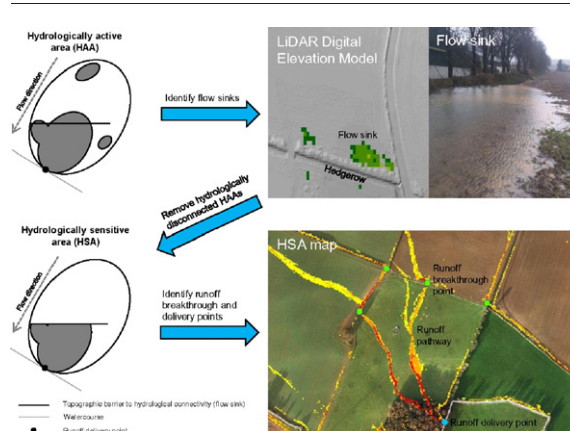 Hydrologically active
area (HAA)
Flow direction
Identify flow sinks
LiDAR Digital
Elevation Model
Flow sink
Hedgerow
Flow sink
Remove hydrologically
disconnected HAAs
Hydrologically sensitive
area (HSA)
Flow direction
Identify runoff
breakthrough and
delivery points
HSA map
Runoff
breakthrough
point
Runoff
pathway
Runoff delivery point
Topographic barrier to hydrological connectivity (flow sink)
Watercourse
Runoff delivery point